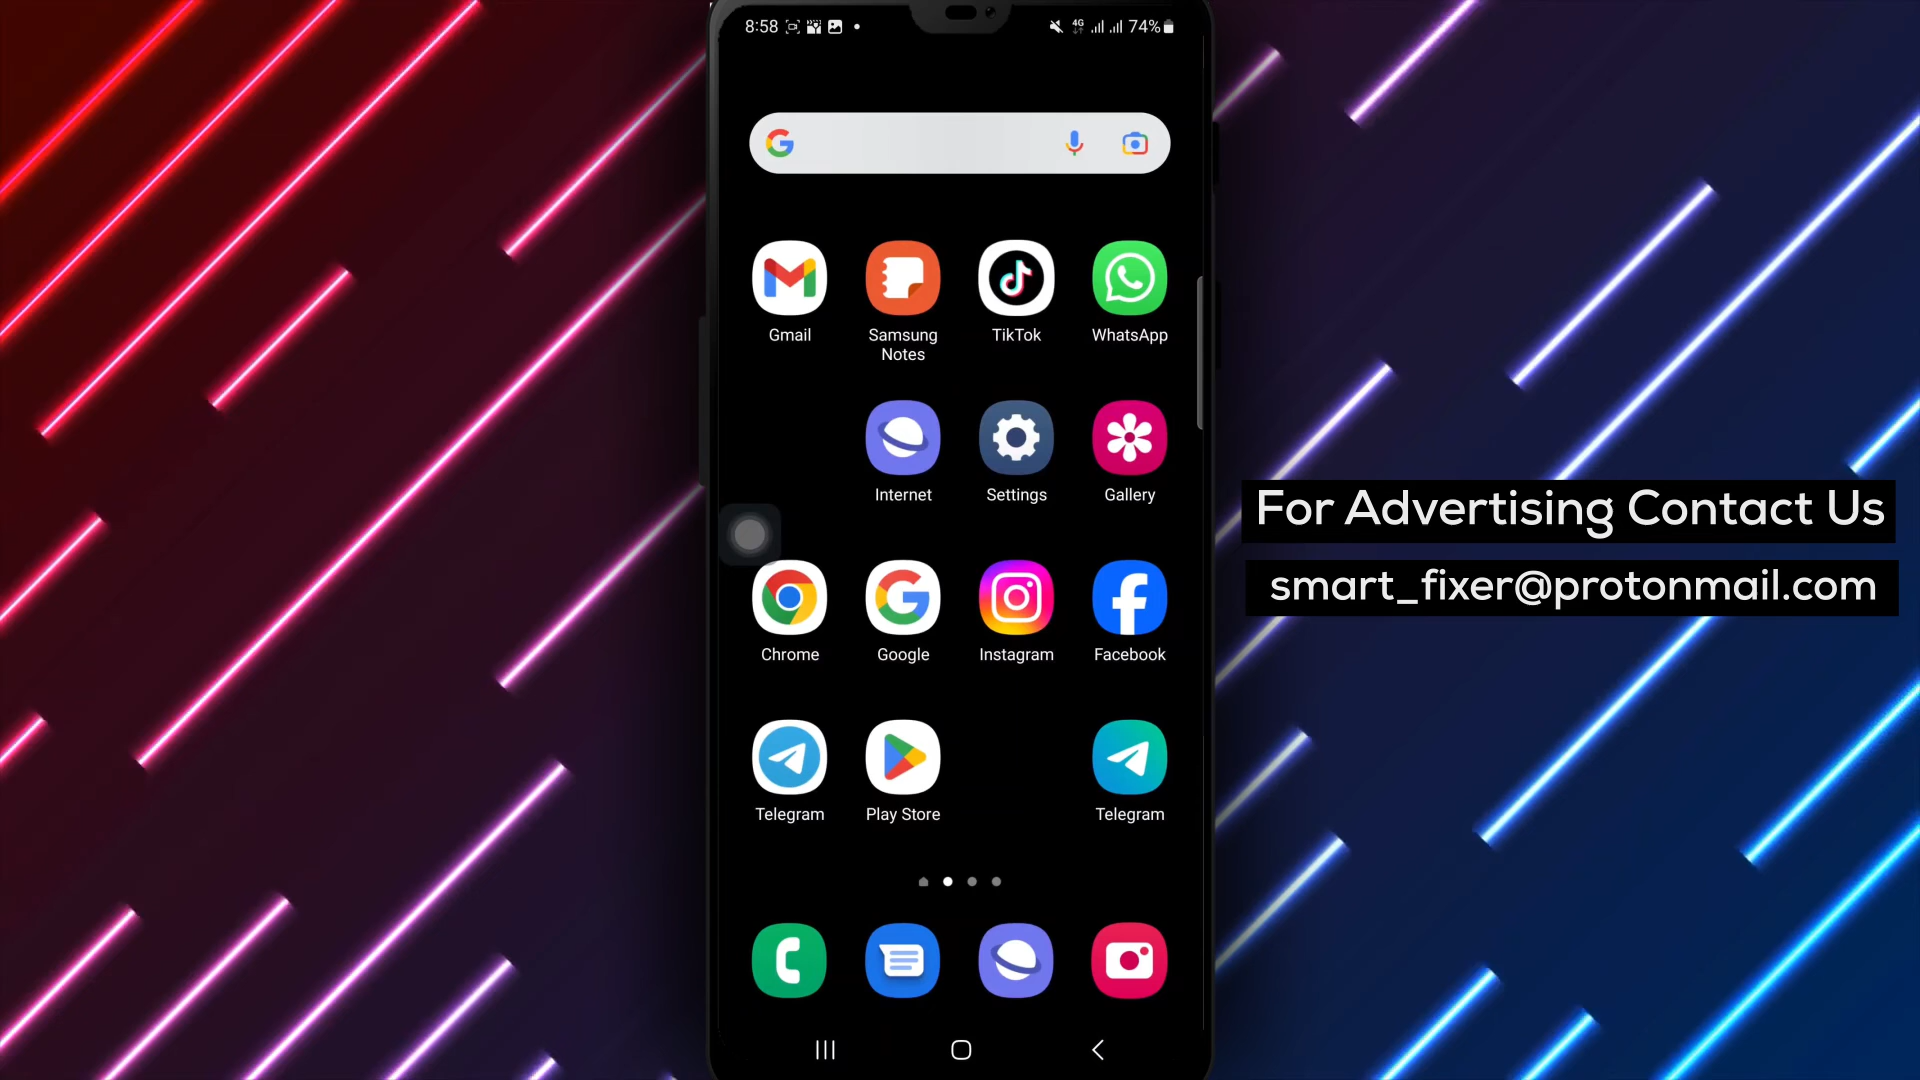 8:58
4G
74%
Gmail
Samsung
Notes
TikTok
WhatsApp
Internet
Settings
Gallery
For Advertising Contact Us
smart_fixer@protonmail.com
Chrome
Google
Instagram
Facebook
Telegram
Play Store
Telegram